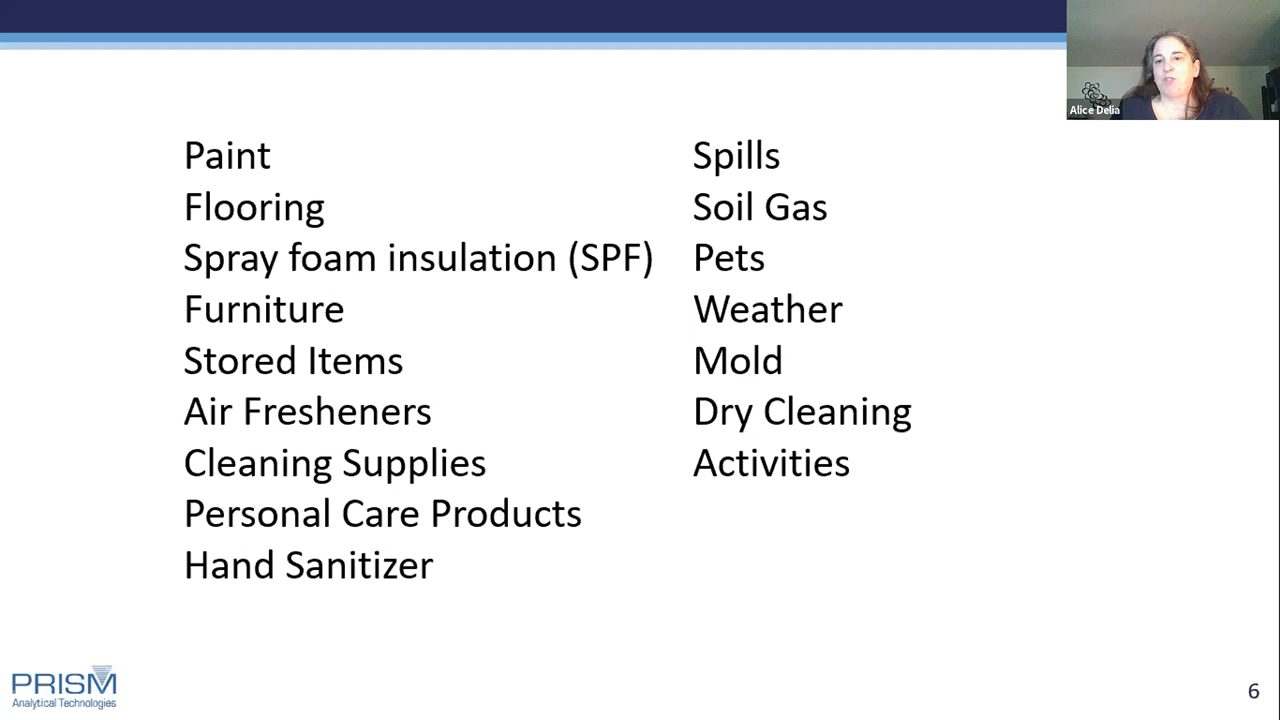 Alice Delia
Paint
Flooring
Spray foam insulation (SPF)
Furniture
Stored Items
Air Fresheners
Cleaning Supplies
Personal Care Products
Hand Sanitizer
Spills
Soil Gas
Pets
Weather
Mold
Dry Cleaning
Activities
PRISM
Analytical Technologies
6